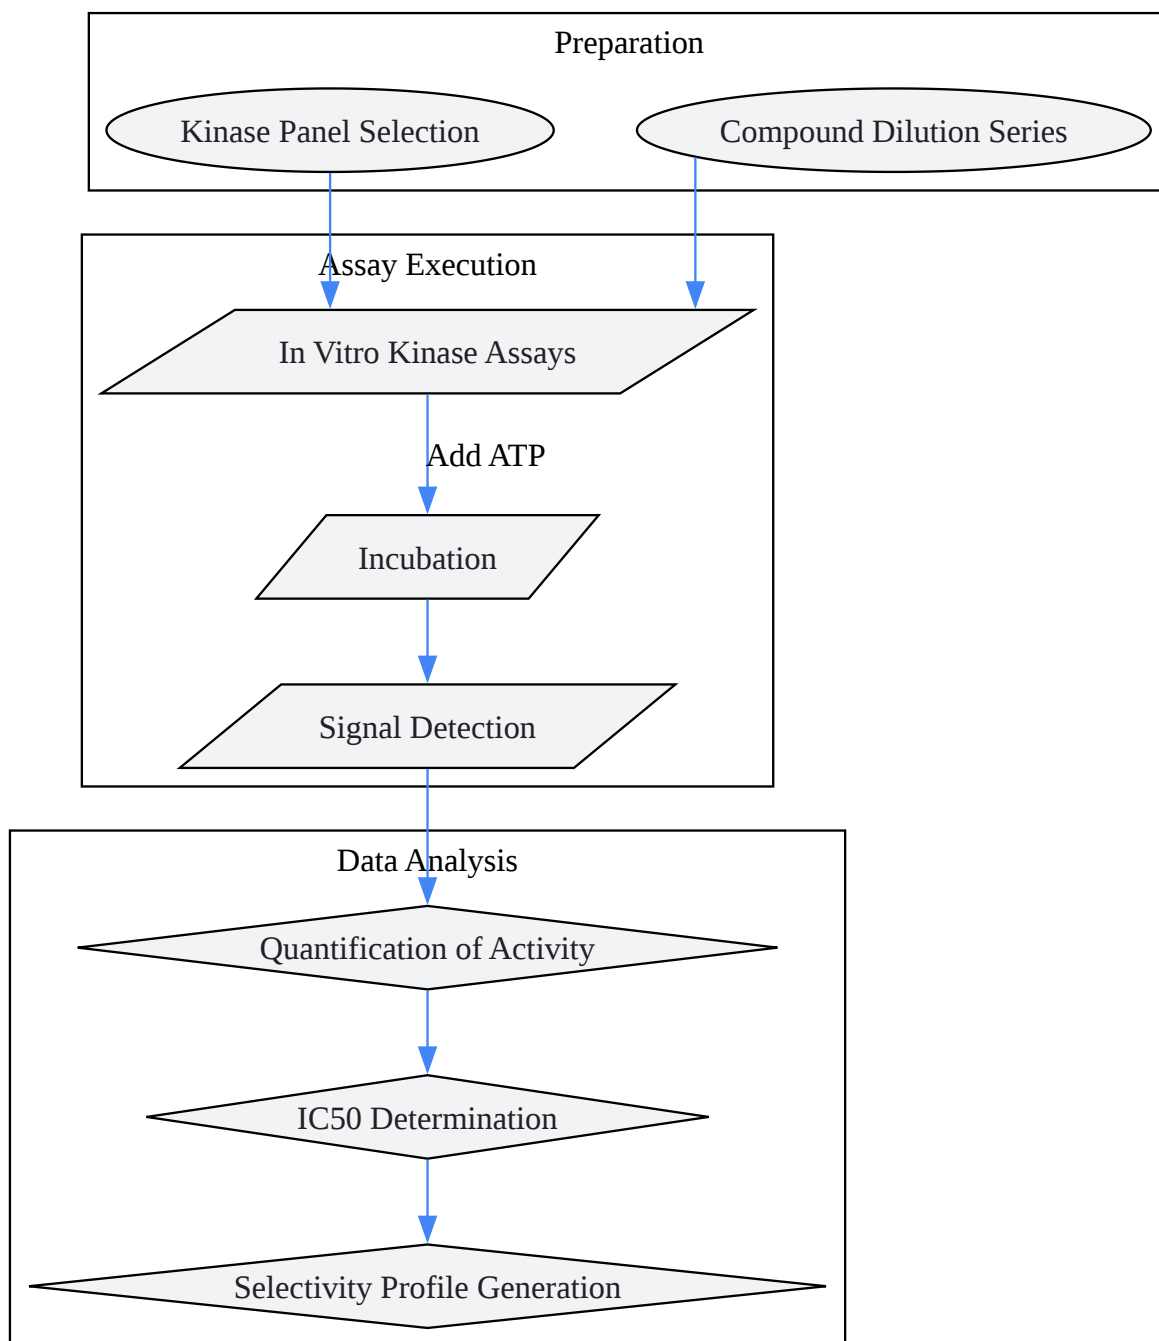 Preparation
Kinase Panel Selection
Compound Dilution Series
Assay Execution
In Vitro Kinase Assays
Add ATP
Incubation
Signal Detection
Data Analysis
Quantification of Activity
IC50 Determination
Selectivity Profile Generation